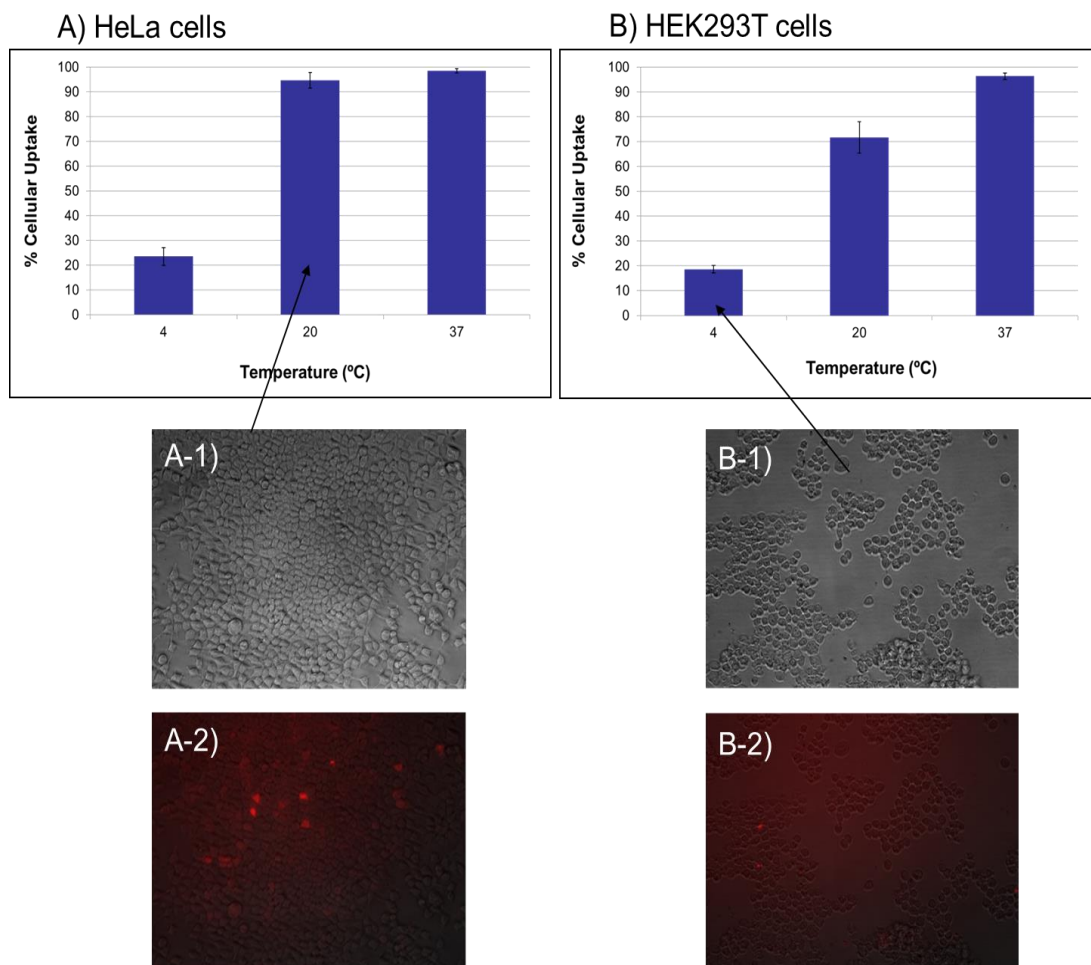 A) HeLa cells
% Cellular Uptake
100
90
80
70
60
50
40
30
20
10
0
4 20 37
Temperature (ºC)
B) HEK293T cells
% Cellular Uptake
100
90
80
70
60
50
40
30
20
10
0
4 20 37
Temperature (ºC)
A-1)
B-1)
A-2)
B-2)